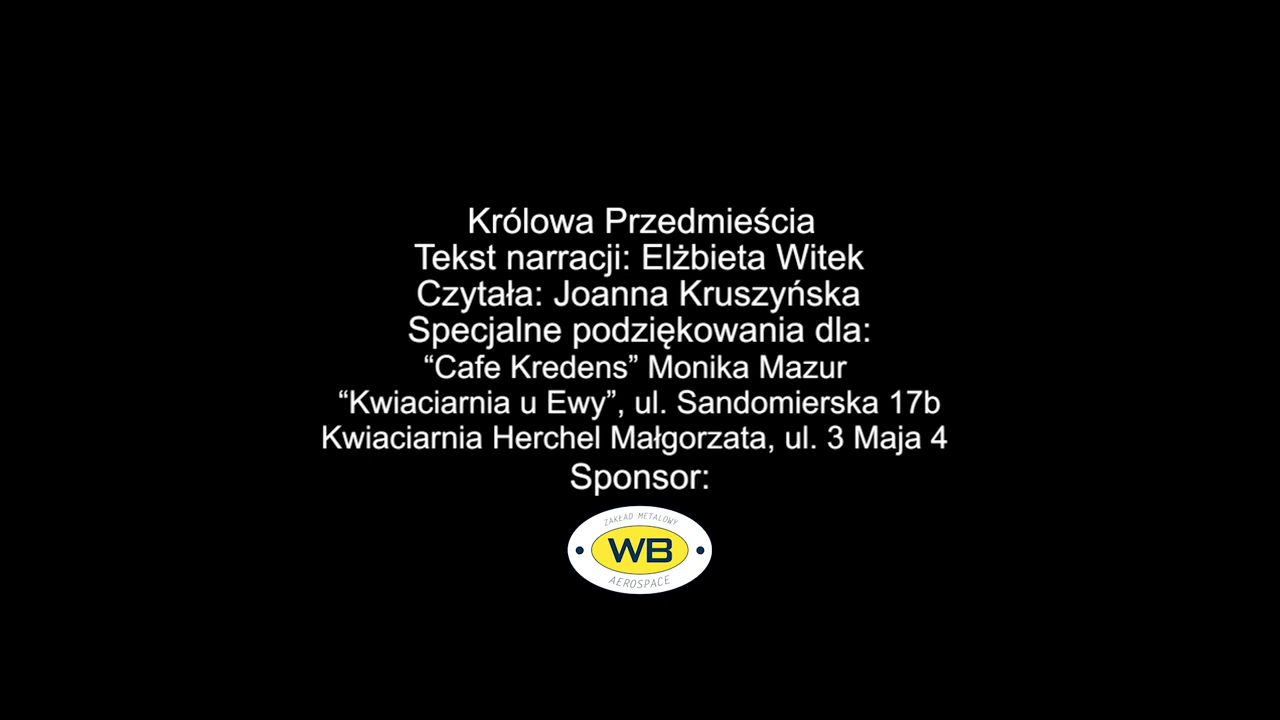 Królowa Przedmieścia
Tekst narracji: Elżbieta Witek
Czytała: Joanna Kruszyńska
Specjalne podziękowania dla:
“Cafe Kredens” Monika Mazur
“Kwiaciarnia u Ewy”, ul. Sandomierska 17b
Kwiaciarnia Herchel Małgorzata, ul. 3 Maja 4
Sponsor:
ZAKŁAD METALOWY
WB
AEROSPACE